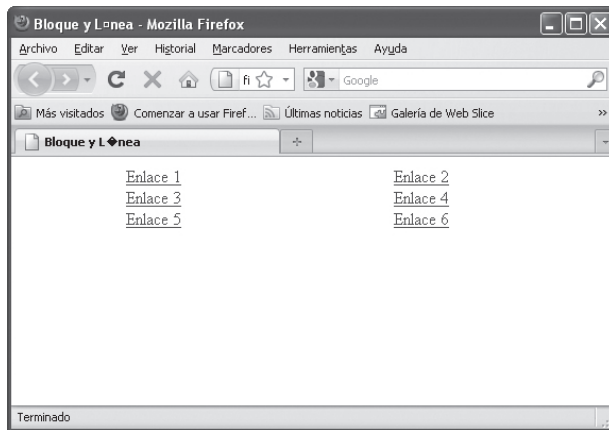 Bloque y L¤nea - Mozilla Firefox
Archivo Editar Ver Historial Marcadores Herramientas Ayuda
fi Google
Más visitados Comenzar a usar Firef... Últimas noticias Galería de Web Slice »
Bloque y L�nea
Enlace 1 Enlace 2
Enlace 3 Enlace 4
Enlace 5 Enlace 6
Terminado